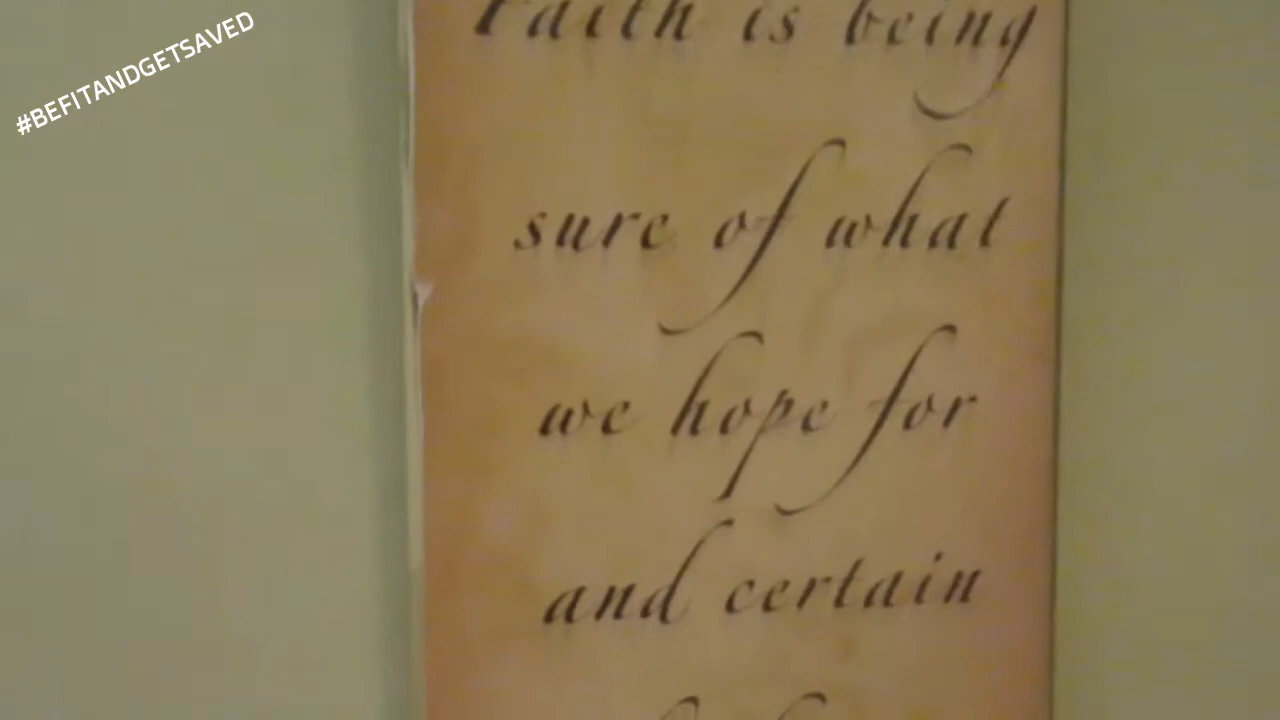 #BEFITANDGETSAVED
Faith is being
sure of what
we hope for
and certain